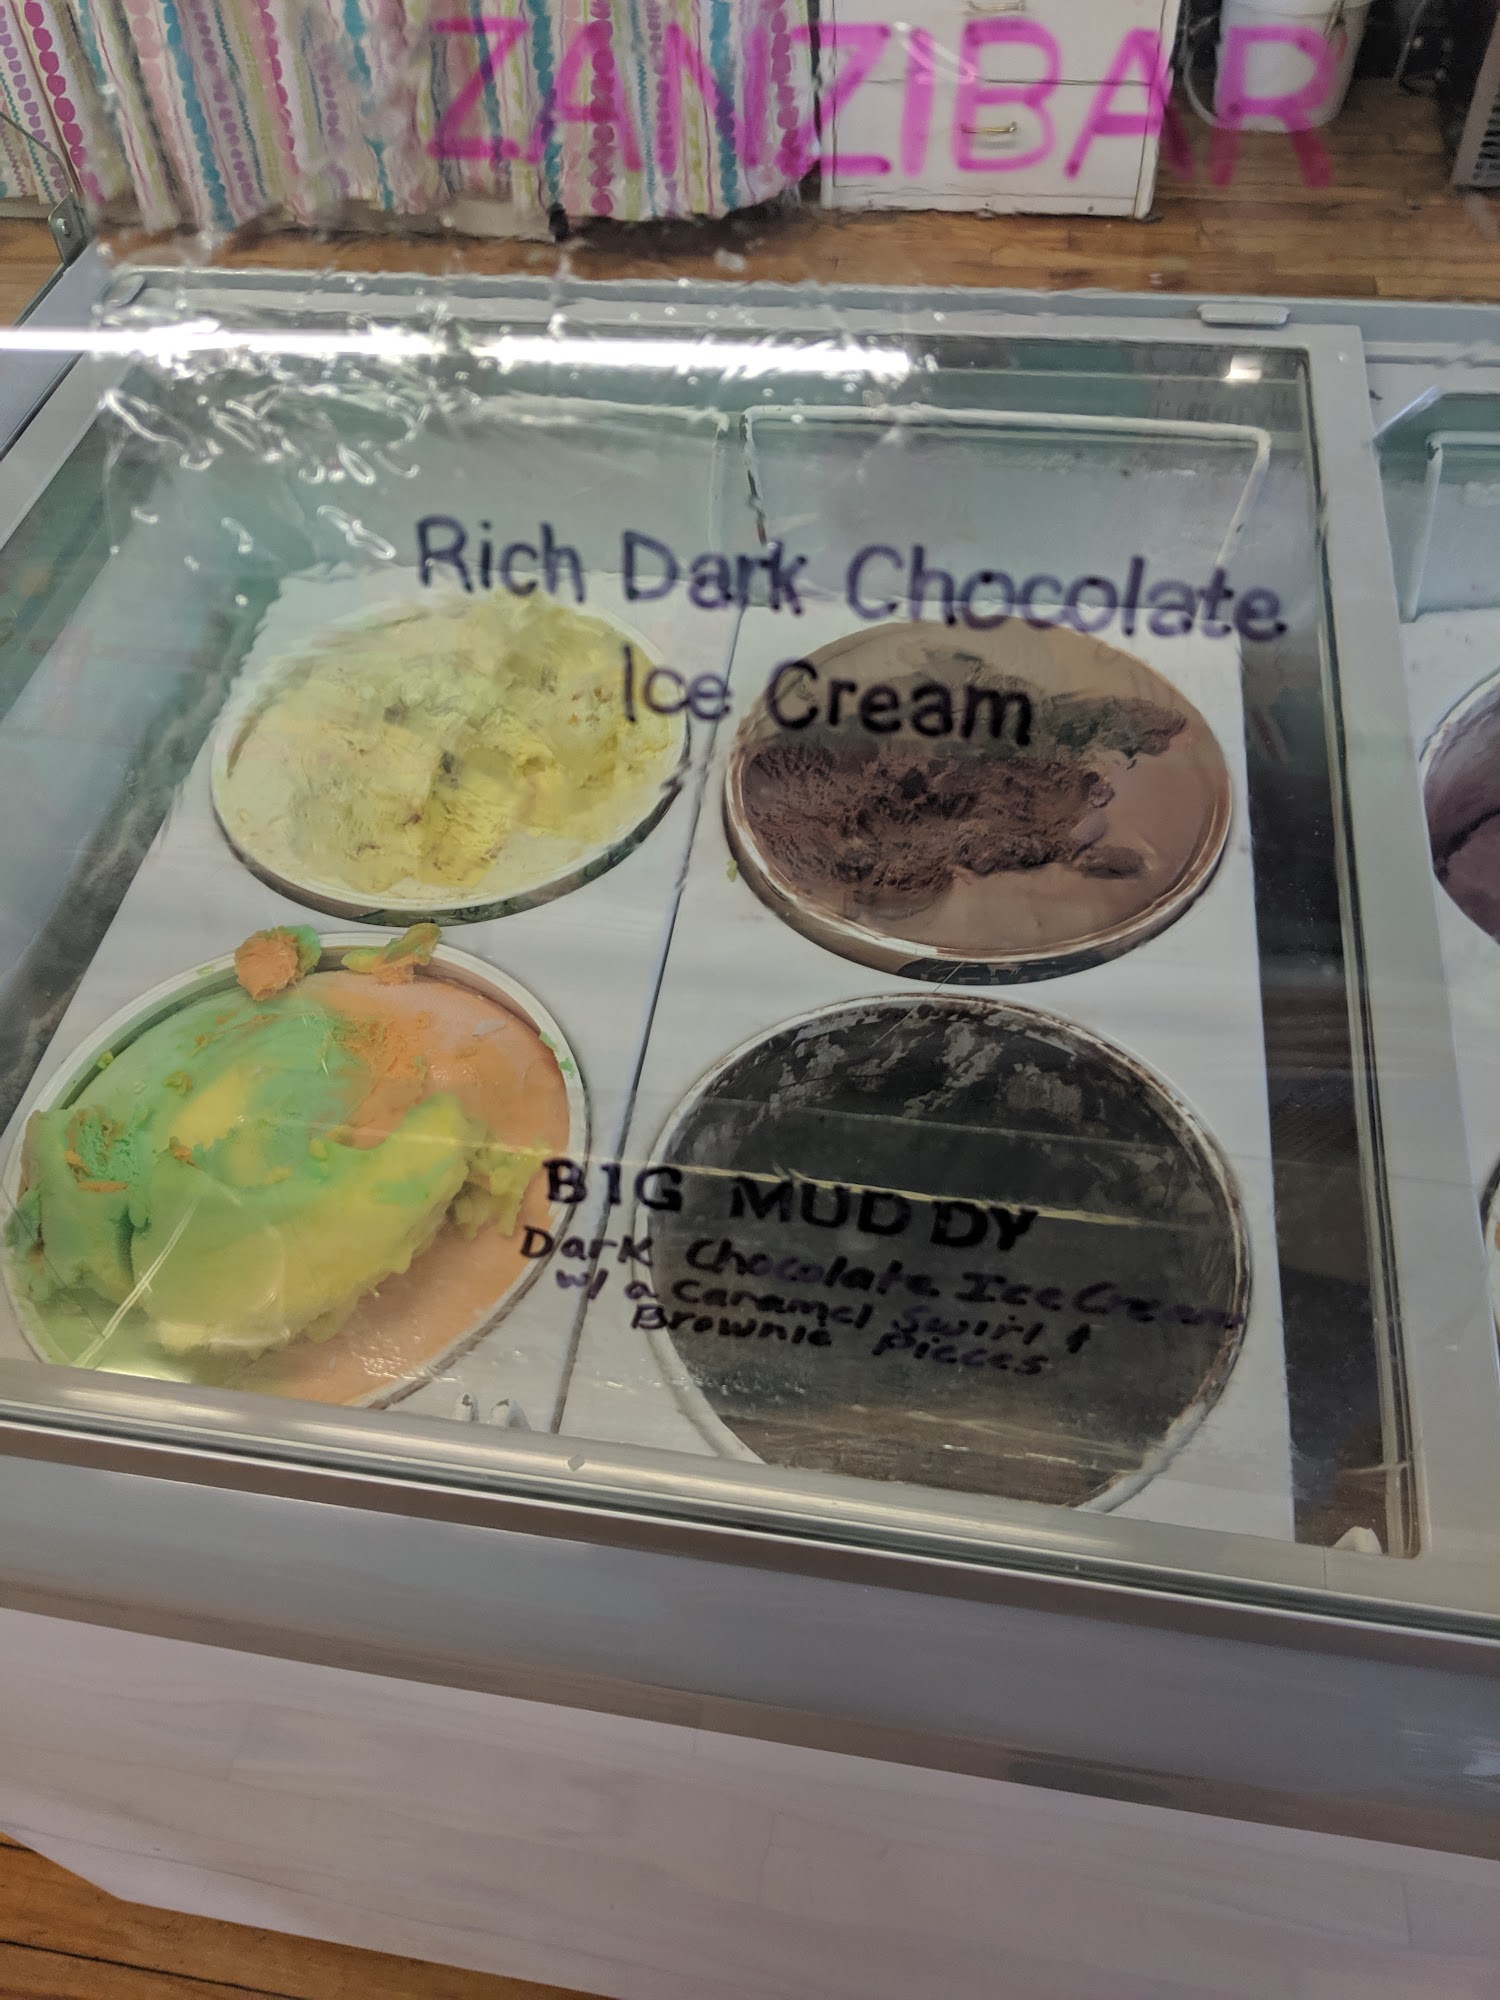 ZANZIBAR
Rich Dark Chocolate
Ice Cream
BIG MUDDY
Dark Chocolate Ice Cream
w/ a Caramel Swirl &
Brownie Pieces